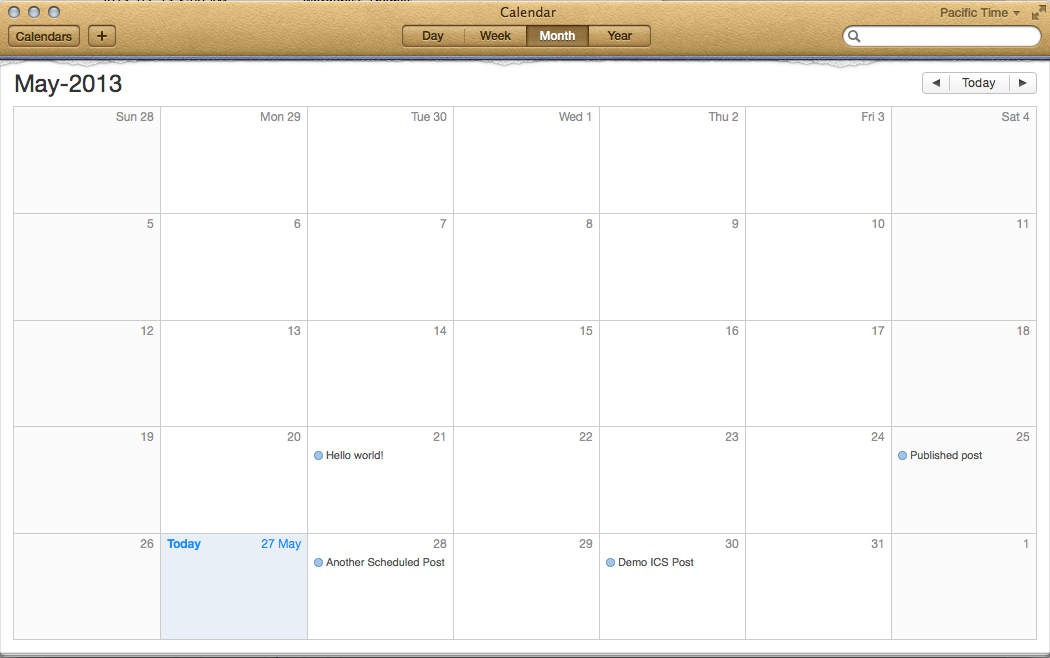 Calendar
Pacific Time
Calendars + Day Week Month Year
May-2013
Today
Sun 28 Mon 29 Tue 30 Wed 1 Thu 2 Fri 3 Sat 4
5 6 7 8 9 10 11
12 13 14 15 16 17 18
19 20 21 22 23 24 25
Hello world! Published post
26 Today 27 May 28 29 30 31 1
Another Scheduled Post Demo ICS Post